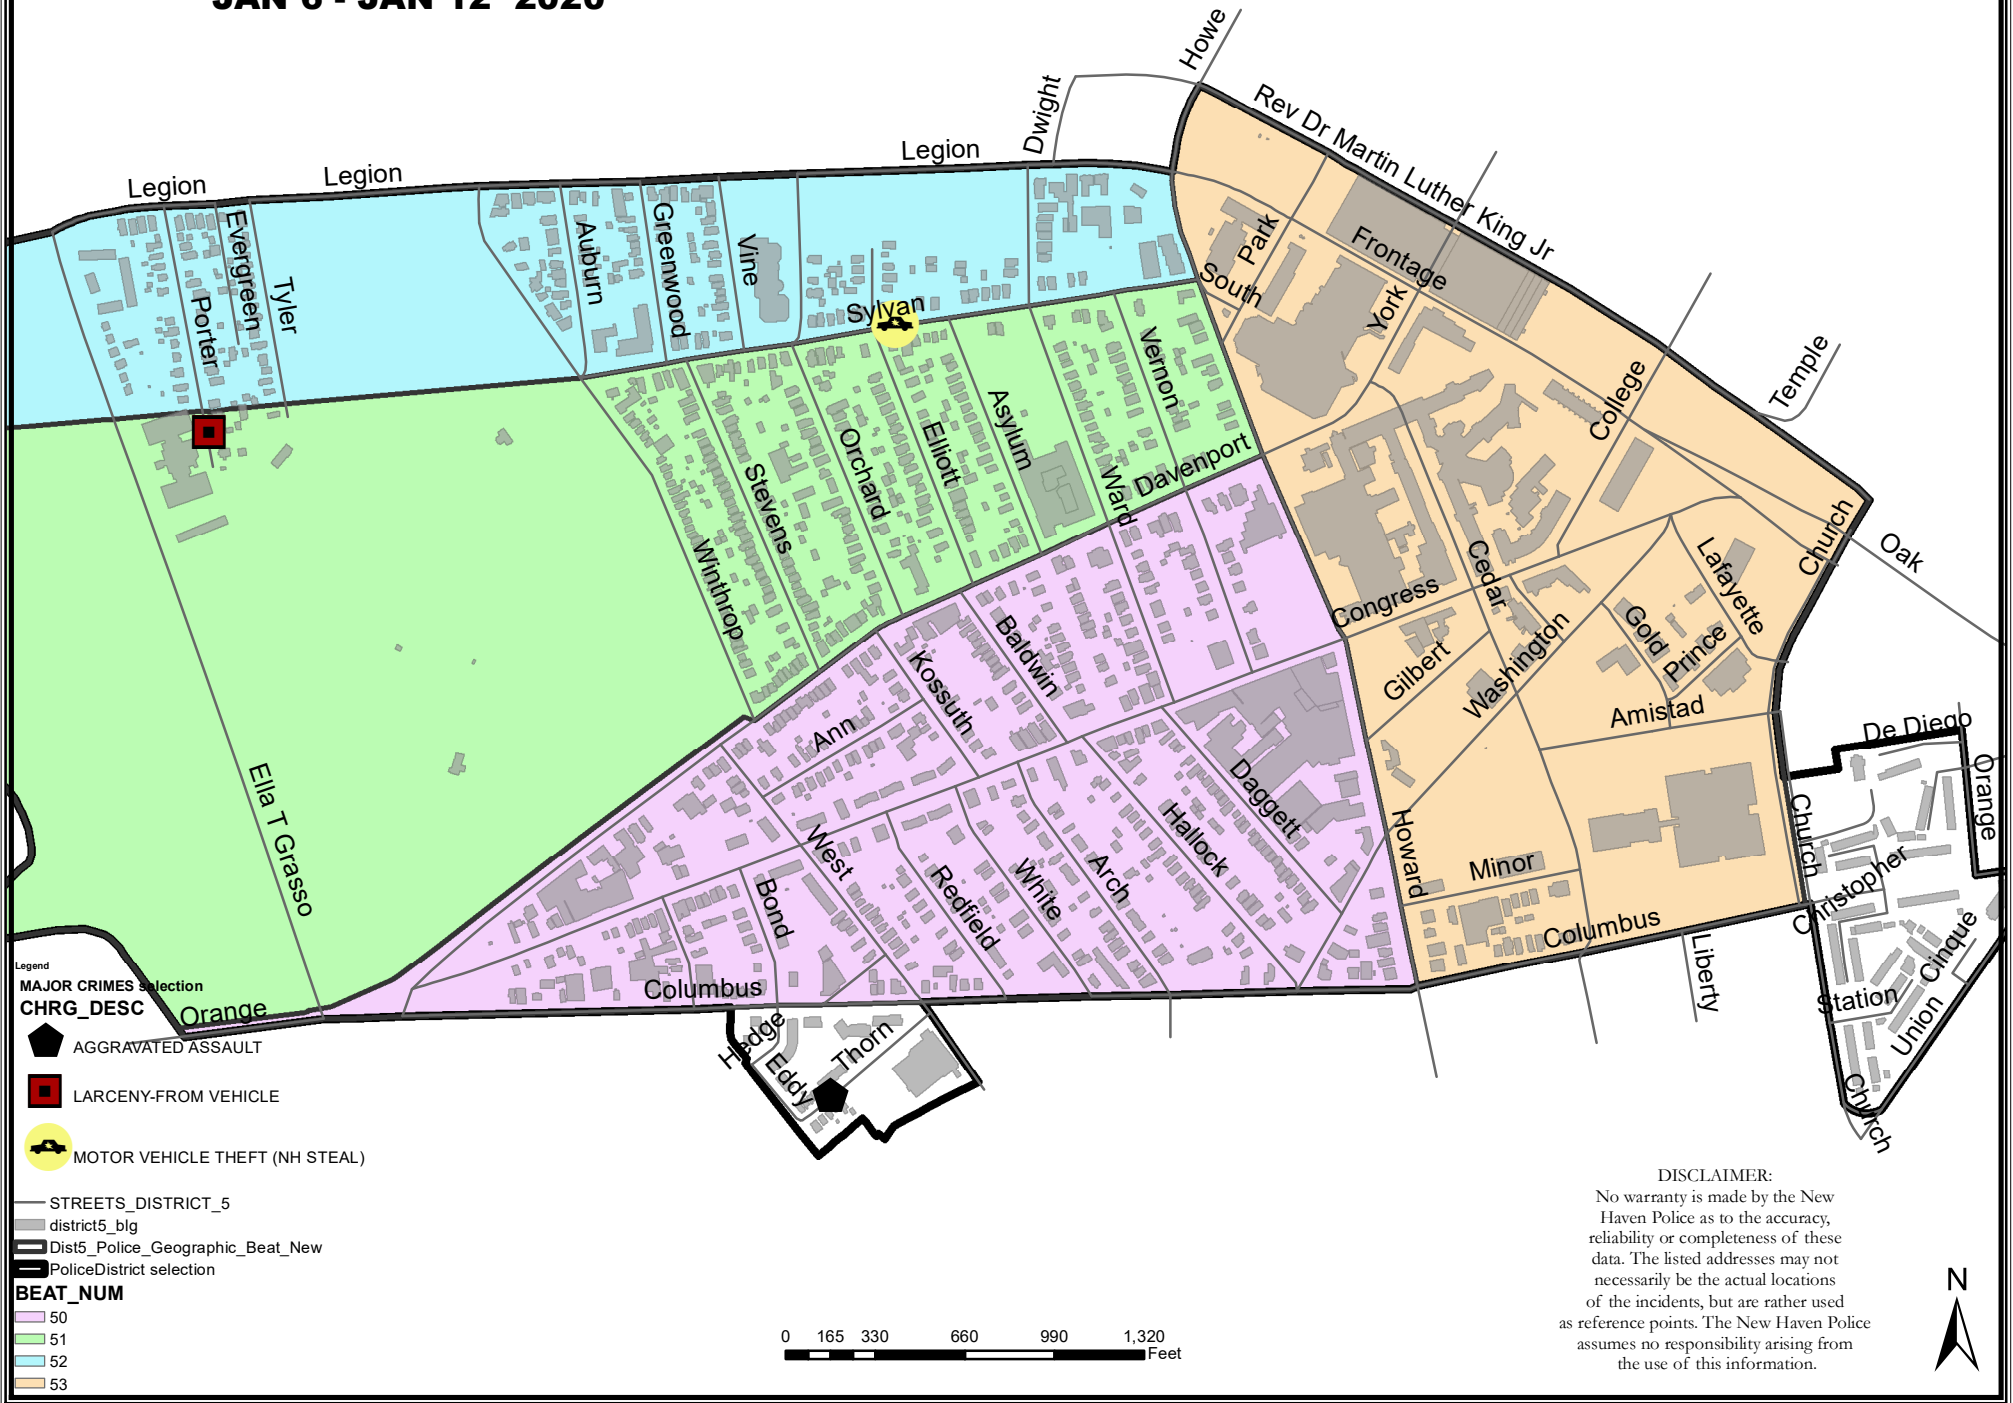 JAN 6 - JAN 12 2020
Howe
Dwight
Rev Dr Martin Luther King Jr
Legion
Legion
Legion
Evergreen
Porter
Tyler
Auburn
Greenwood
Vine
Sylvan
Park
South
Frontage
York
College
Temple
Vernon
Asylum
Elliott
Orchard
Stevens
Winthrop
Ward
Davenport
Church
Oak
Cedar
Congress
Lafayette
Gold
Prince
Washington
Gilbert
Amistad
Baldwin
Kossuth
Ann
Daggett
Hallock
Arch
White
Redfield
West
Bond
Howard
Minor
Columbus
Columbus
Liberty
De Diego
Orange
Church
Christopher
Cinque
Station
Union
Church
Ella T Grasso
Orange
Hedge
Eddy
Thorn
Legend
MAJOR CRIMES selection
CHRG_DESC
AGGRAVATED ASSAULT
LARCENY-FROM VEHICLE
MOTOR VEHICLE THEFT (NH STEAL)
STREETS_DISTRICT_5
district5_blg
Dist5_Police_Geographic_Beat_New
PoliceDistrict selection
BEAT_NUM
50
51
52
53
0 165 330 660 990 1,320
Feet
DISCLAIMER:
No warranty is made by the New
Haven Police as to the accuracy,
reliability or completeness of these
data. The listed addresses may not
necessarily be the actual locations
of the incidents, but are rather used
as reference points. The New Haven Police
assumes no responsibility arising from
the use of this information.
N